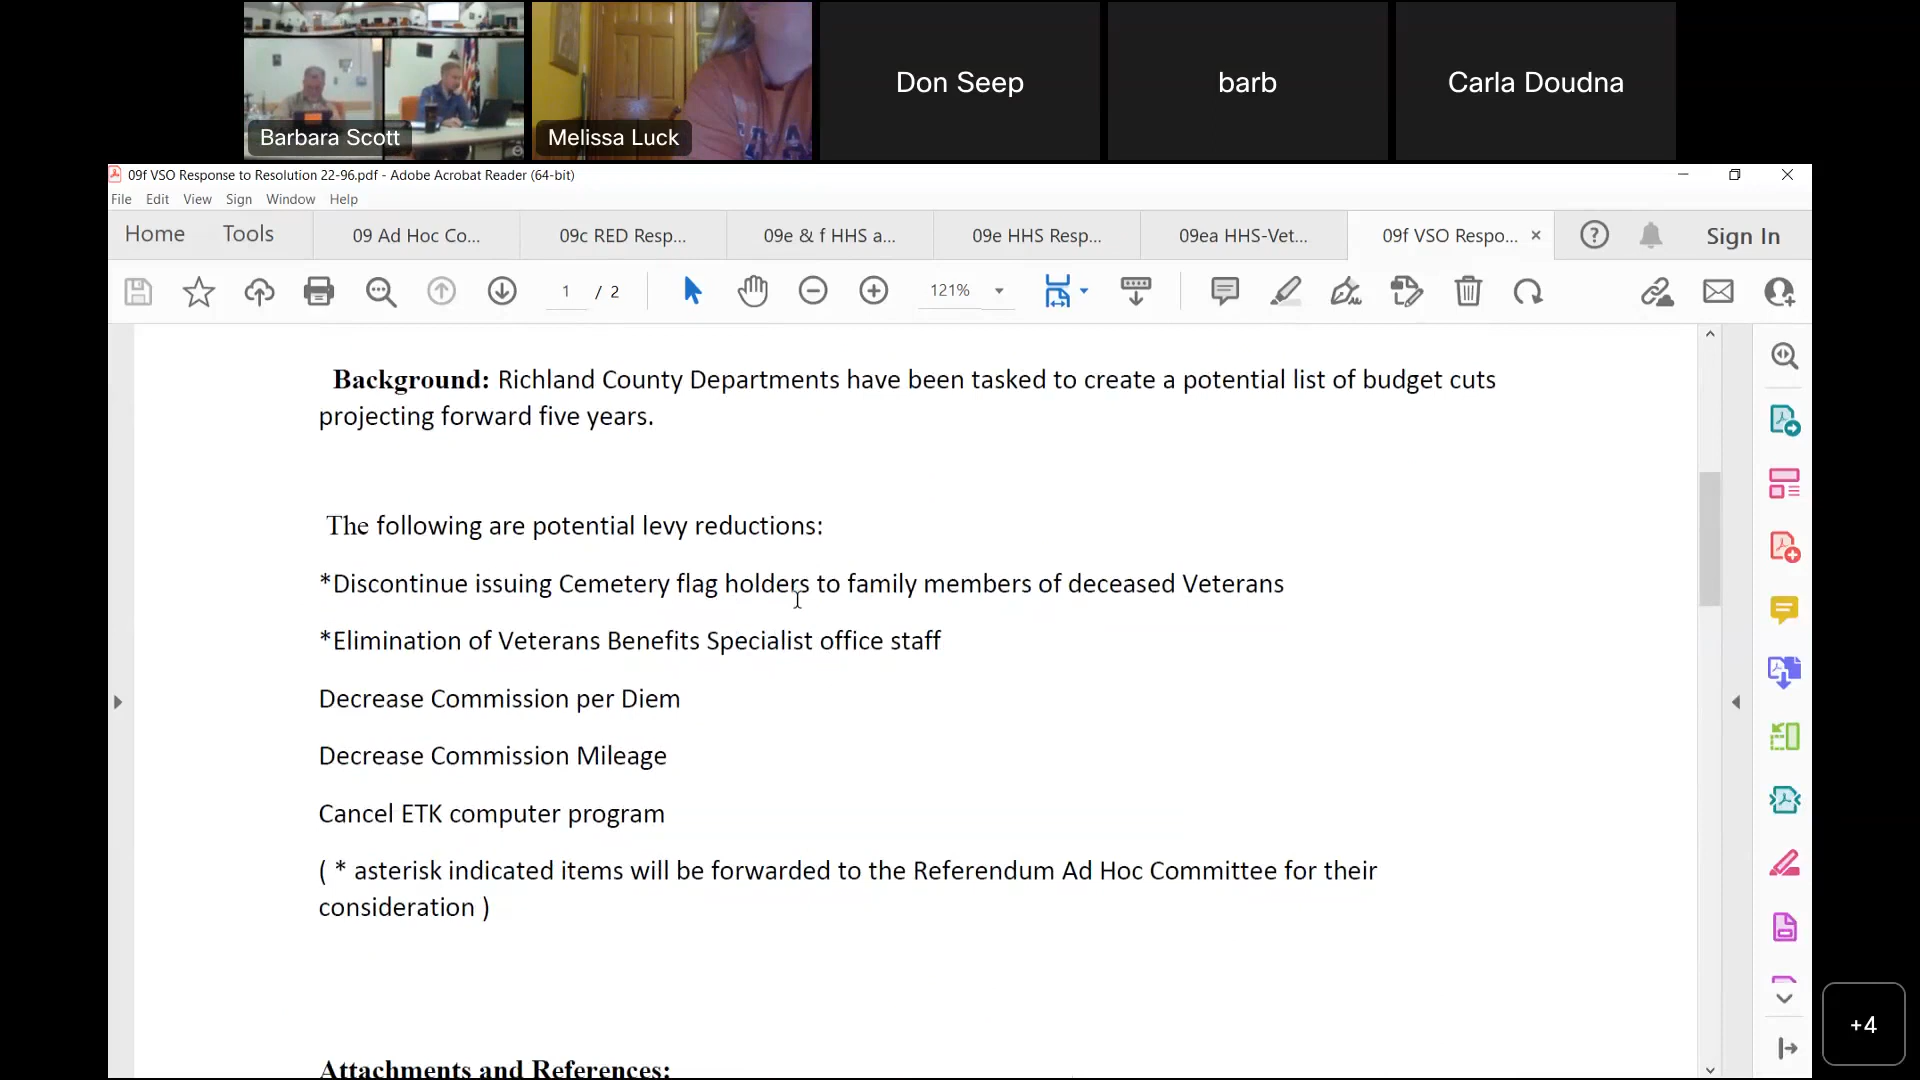 Barbara Scott
Melissa Luck
Don Seep
barb
Carla Doudna
09f VSO Response to Resolution 22-96.pdf - Adobe Acrobat Reader (64-bit)
File Edit View Sign Window Help
Home Tools 09 Ad Hoc Co... 09c RED Resp... 09e & f HHS a... 09e HHS Resp... 09ea HHS-Vet... 09f VSO Respo... × Sign In
1 / 2 121%
Background: Richland County Departments have been tasked to create a potential list of budget cuts
projecting forward five years.
The following are potential levy reductions:
*Discontinue issuing Cemetery flag holders to family members of deceased Veterans
*Elimination of Veterans Benefits Specialist office staff
Decrease Commission per Diem
Decrease Commission Mileage
Cancel ETK computer program
( * asterisk indicated items will be forwarded to the Referendum Ad Hoc Committee for their
consideration )
Attachments and References:
+4